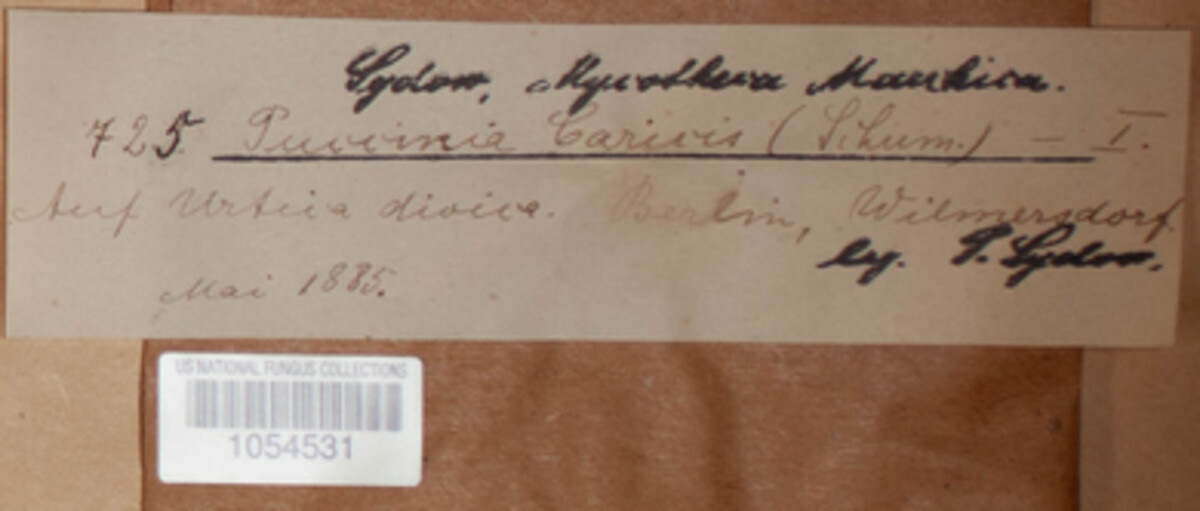 Sydow, Mycotheca Marchica.
725 Puccinia Caricis (Schum.) — I.
Auf Urtica dioica. Berlin, Wilmersdorf
leg. P. Sydow.
Mai 1885.
US NATIONAL FUNGUS COLLECTIONS
1054531